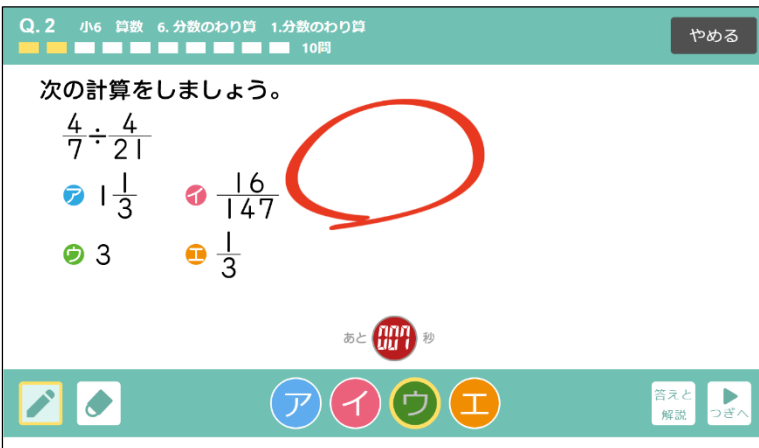 Q. 2 小6 算数 6. 分数のわり算 1.分数のわり算
10問
やめる
次の計算をしましょう。
4/7÷4/21
ア 1 1/3 イ 16/147
ウ 3 エ 1/3
あと 007 秒
ア イ ウ エ
答えと
解説
つぎへ